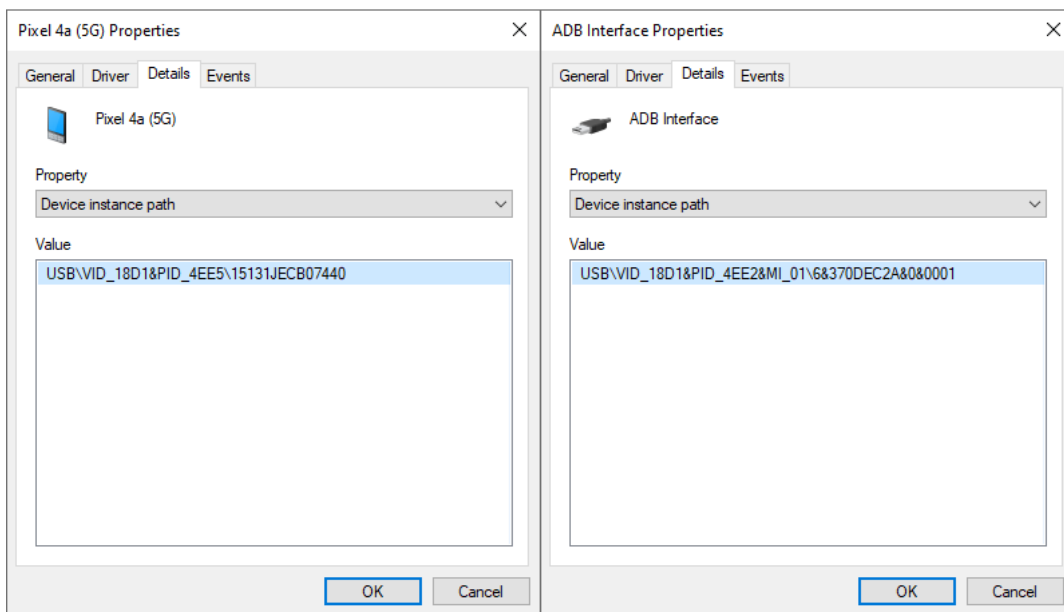 Pixel 4a (5G) Properties
General Driver Details Events
Pixel 4a (5G)
Property
Device instance path
Value
USB\VID_18D1&PID_4EE5\15131JECB07440
OK Cancel
ADB Interface Properties
General Driver Details Events
ADB Interface
Property
Device instance path
Value
USB\VID_18D1&PID_4EE2&MI_01\6&370DEC2A&0&0001
OK Cancel